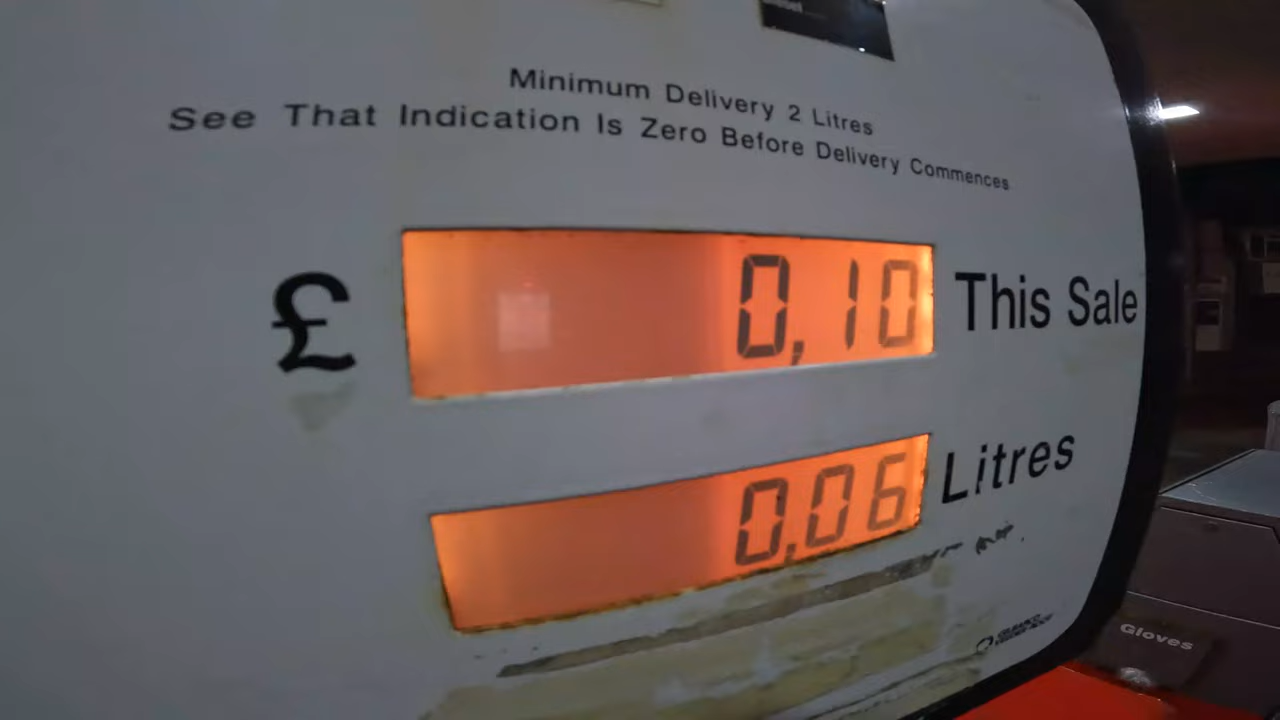 Minimum Delivery 2 Litres
See That Indication Is Zero Before Delivery Commences
£ 0,10 This Sale
0,06 Litres
Gloves